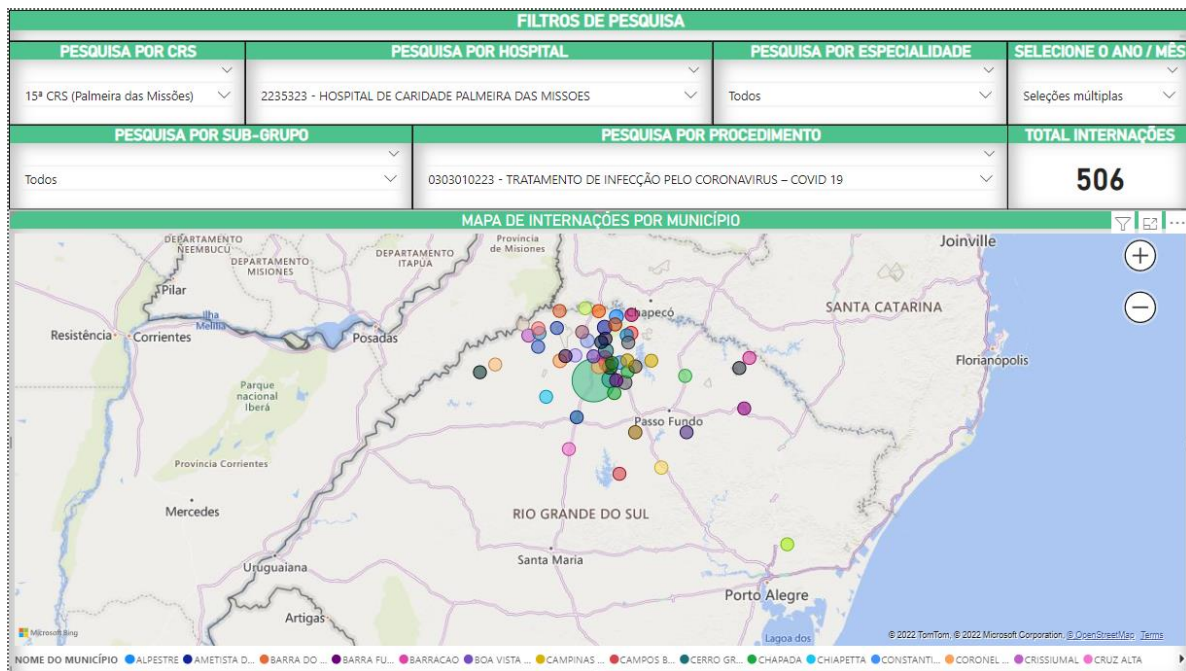 FILTROS DE PESQUISA
PESQUISA POR CRS
PESQUISA POR HOSPITAL
PESQUISA POR ESPECIALIDADE
SELECIONE O ANO / MÊS
15ª CRS (Palmeira das Missões)
2235323 - HOSPITAL DE CARIDADE PALMEIRA DAS MISSOES
Todos
Seleções múltiplas
PESQUISA POR SUB-GRUPO
PESQUISA POR PROCEDIMENTO
TOTAL INTERNAÇÕES
Todos
0303010223 - TRATAMENTO DE INFECÇÃO PELO CORONAVIRUS – COVID 19
506
MAPA DE INTERNAÇÕES POR MUNICÍPIO
DEPARTAMENTO
ÑEEMBUCÚ
DEPARTAMENTO
MISIONES
DEPARTAMENTO
ITAPÚA
Provincia
de Misiones
Joinville
Pilar
Ilha
Melilla
Chapecó
SANTA CATARINA
Resistência
Corrientes
Posadas
Florianópolis
Parque
nacional
Iberá
Passo Fundo
Provincia Corrientes
Mercedes
RIO GRANDE DO SUL
Santa Maria
Uruguaiana
Porto Alegre
Artigas
Lagoa dos
Microsoft Bing
© 2022 TomTom, © 2022 Microsoft Corporation, © OpenStreetMap Terms
NOME DO MUNICÍPIO ALPESTRE AMETISTA D... BARRA DO ... BARRA FU... BARRACAO BOA VISTA ... CAMPINAS ... CAMPOS B... CERRO GR... CHAPADA CHIAPETTA CONSTANTI... CORONEL ... CRISSIUMAL CRUZ ALTA